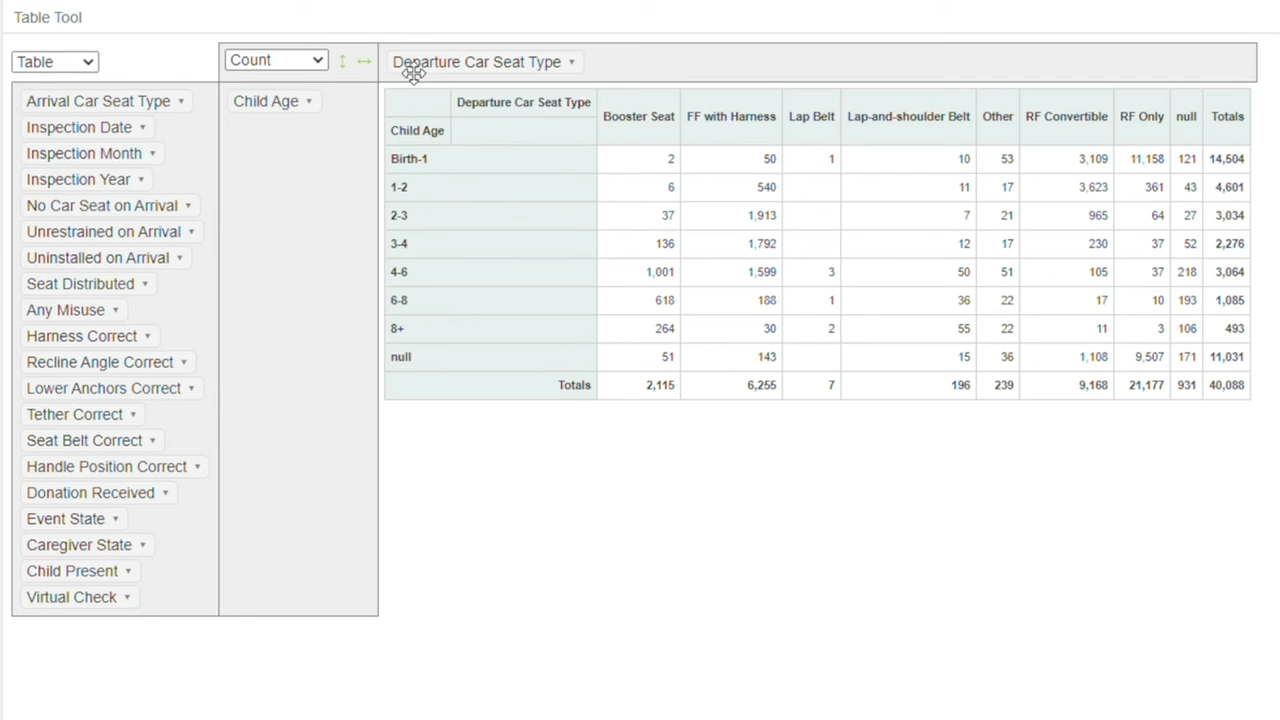 Table Tool
Table
Count
Departure Car Seat Type
Arrival Car Seat Type
Inspection Date
Inspection Month
Inspection Year
No Car Seat on Arrival
Unrestrained on Arrival
Uninstalled on Arrival
Seat Distributed
Any Misuse
Harness Correct
Recline Angle Correct
Lower Anchors Correct
Tether Correct
Seat Belt Correct
Handle Position Correct
Donation Received
Event State
Caregiver State
Child Present
Virtual Check
Child Age
Departure Car Seat Type
Booster Seat FF with Harness Lap Belt Lap-and-shoulder Belt Other RF Convertible RF Only null Totals
Child Age
Birth-1 2 50 1 10 53 3,109 11,158 121 14,504
1-2 6 540 11 17 3,623 361 43 4,601
2-3 37 1,913 7 21 965 64 27 3,034
3-4 136 1,792 12 17 230 37 52 2,276
4-6 1,001 1,599 3 50 51 105 37 218 3,064
6-8 618 188 1 36 22 17 10 193 1,085
8+ 264 30 2 55 22 11 3 106 493
null 51 143 15 36 1,108 9,507 171 11,031
Totals 2,115 6,255 7 196 239 9,168 21,177 931 40,088